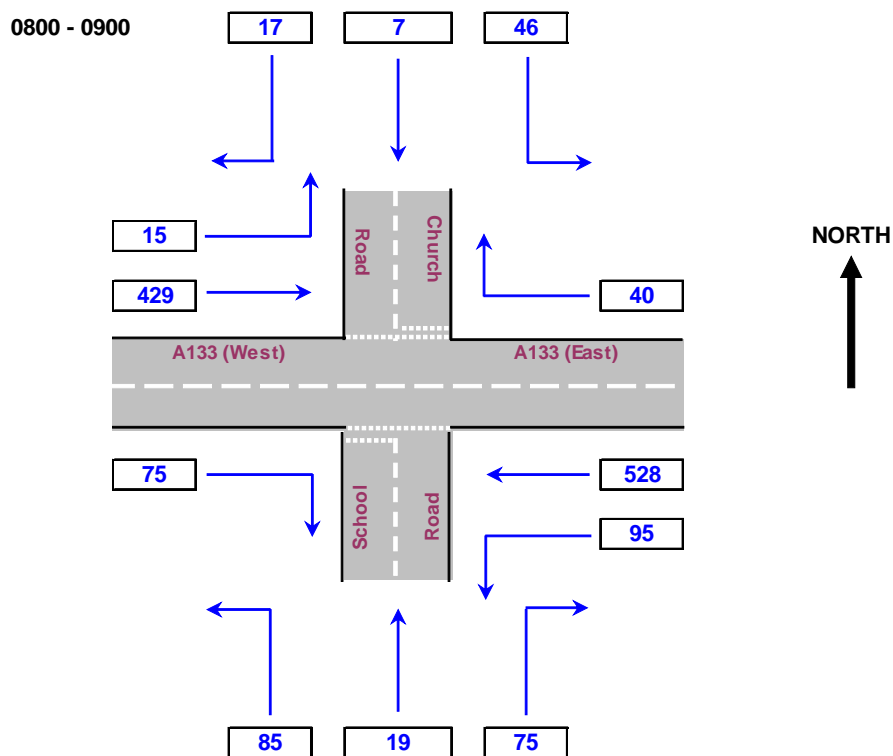 0800 - 0900
17
7
46
15
Road
Church
NORTH
429
40
A133 (West)
A133 (East)
75
School
Road
528
95
85
19
75